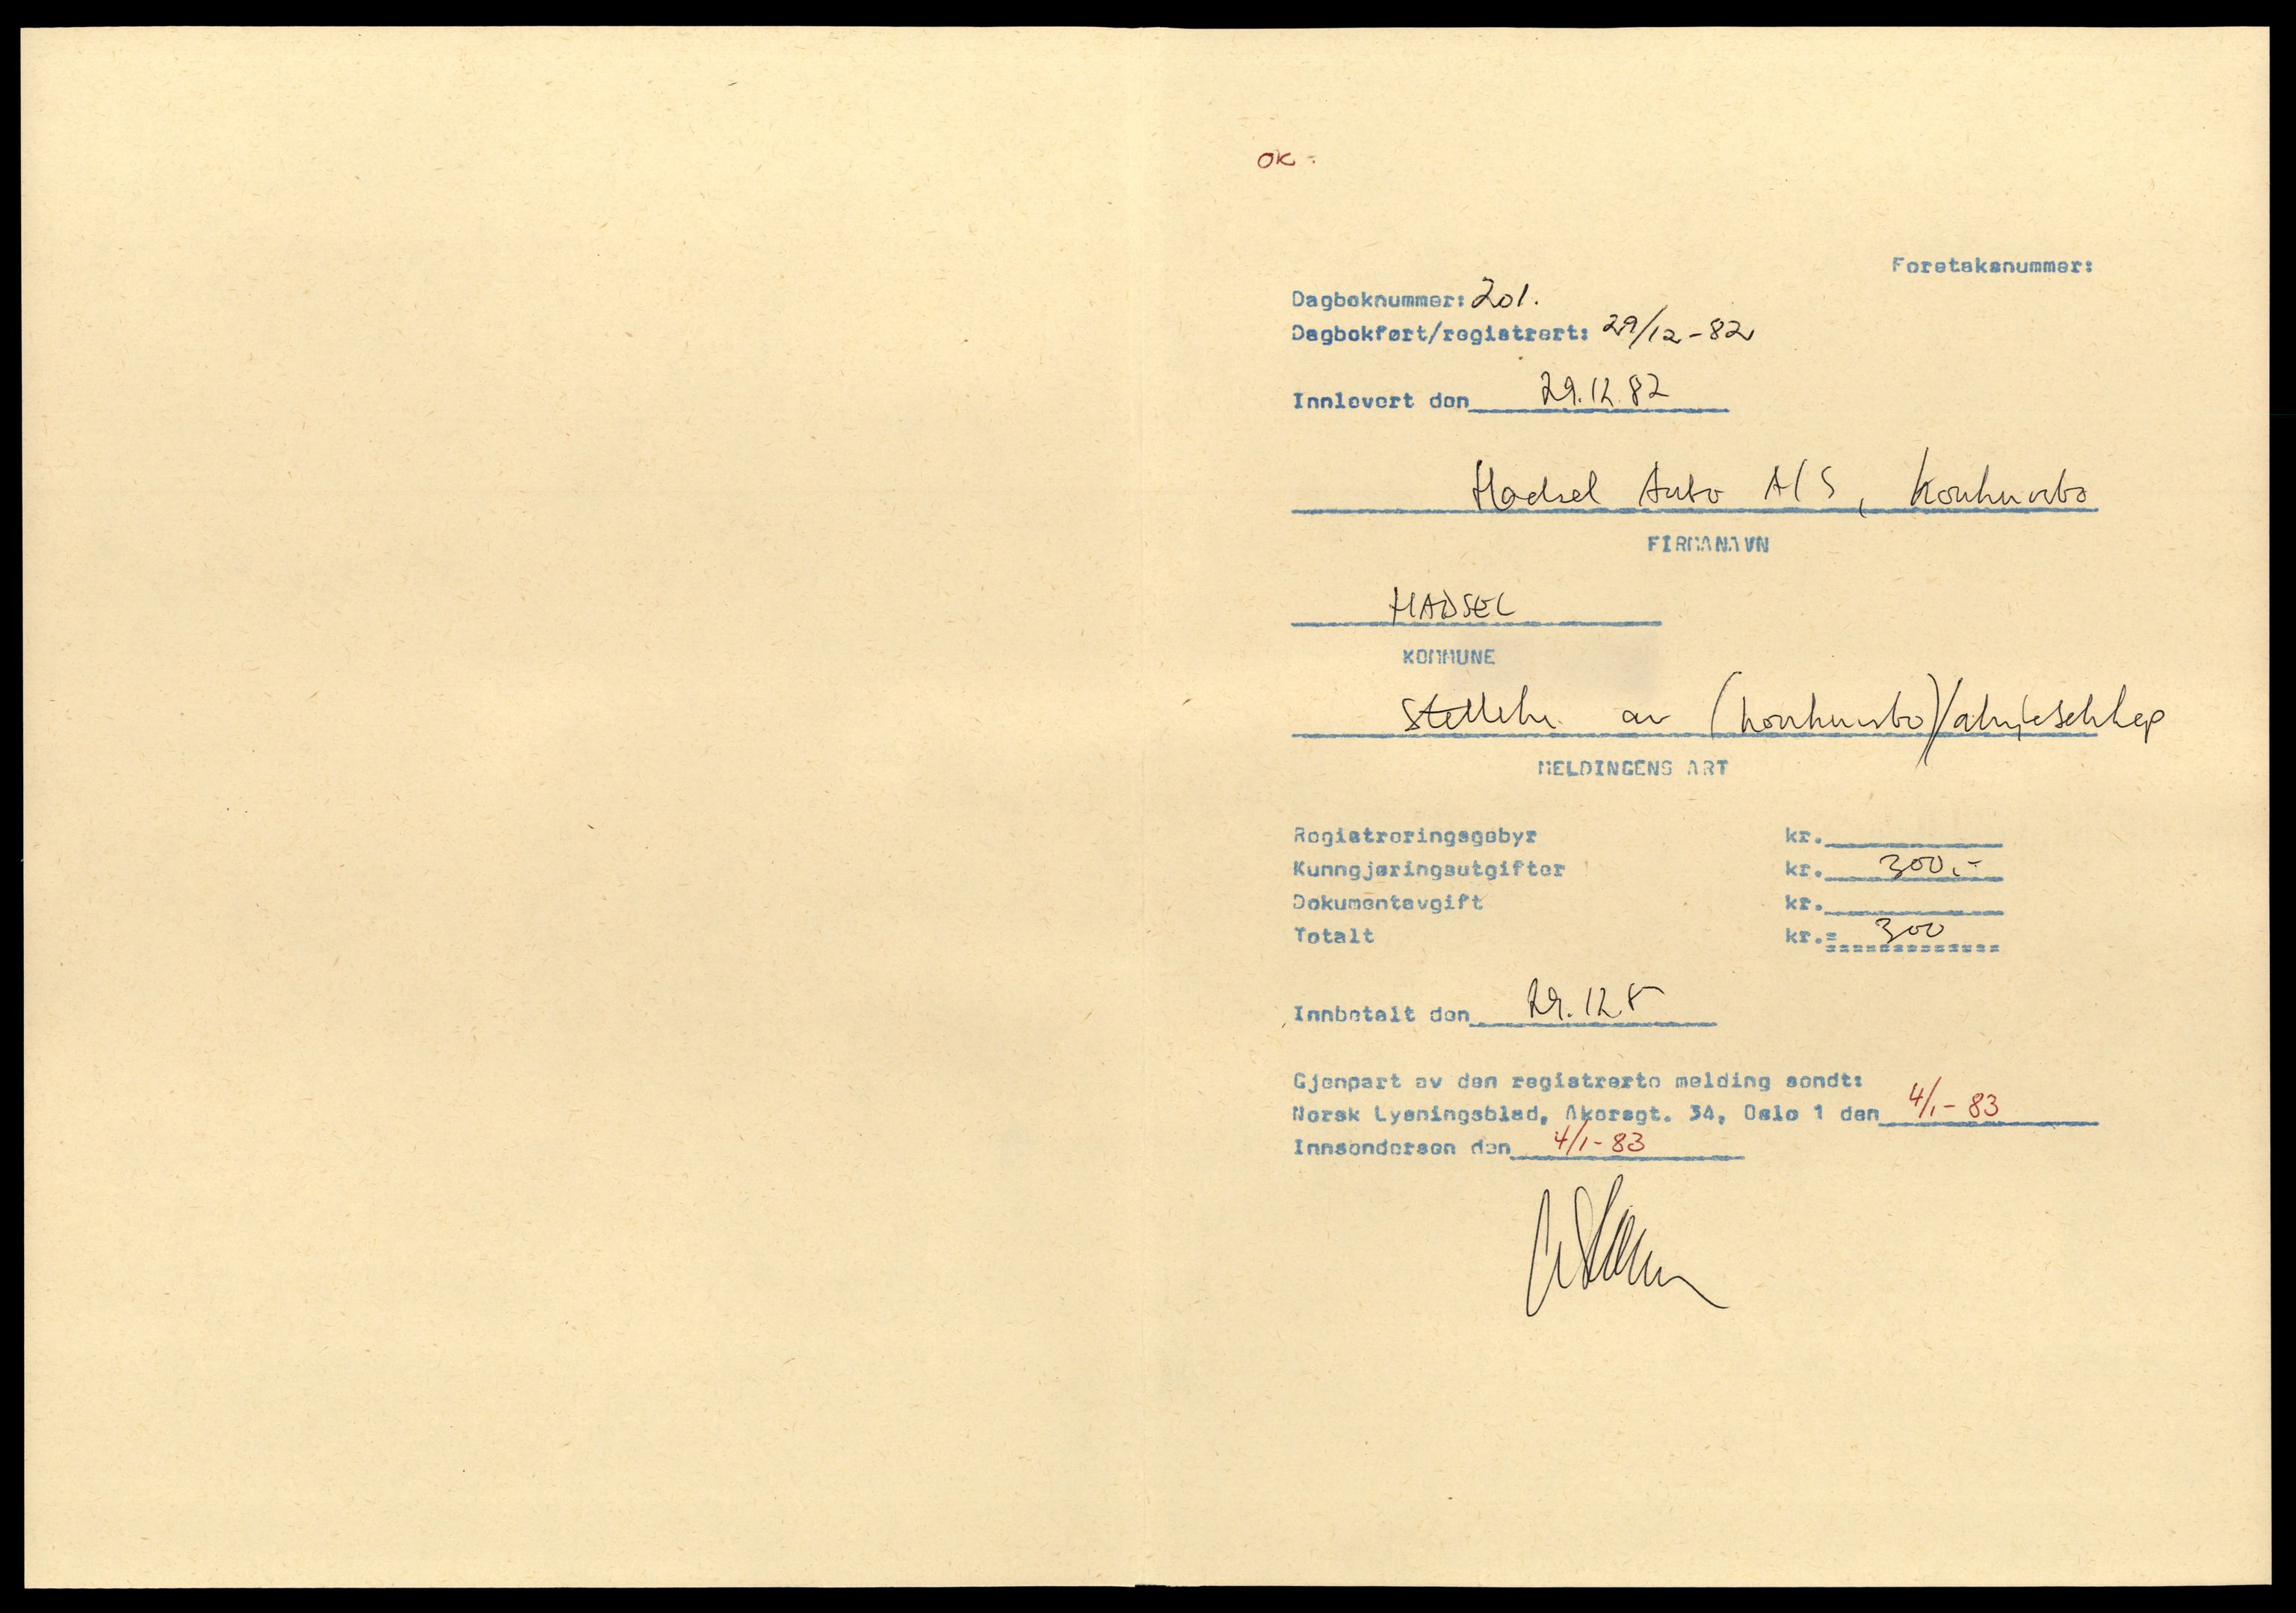 OK ÷
Foretaksnummer:
Dagboknummer: 201.
Dagbokført/registrert: 29/12-82
Innlevert den 29.12.82
Hadsel Auto A/S, Konkursbo
FIRMANAVN
HADSEL
KOMMUNE
av (konkursbo)/aksjeselskap
MELDINGENS ART
Registreringsgebyr kr.
Kunngjøringsutgifter kr. 300,-
Dokumentavgift kr.
Totalt kr.= 300
Innbetalt den 29.12
Gjenpart av den registrerte melding sendt:
Norsk Lysningsblad, Akersgt. 34, Oslo 1 den 4/1-83
Innsenderen den 4/1-83